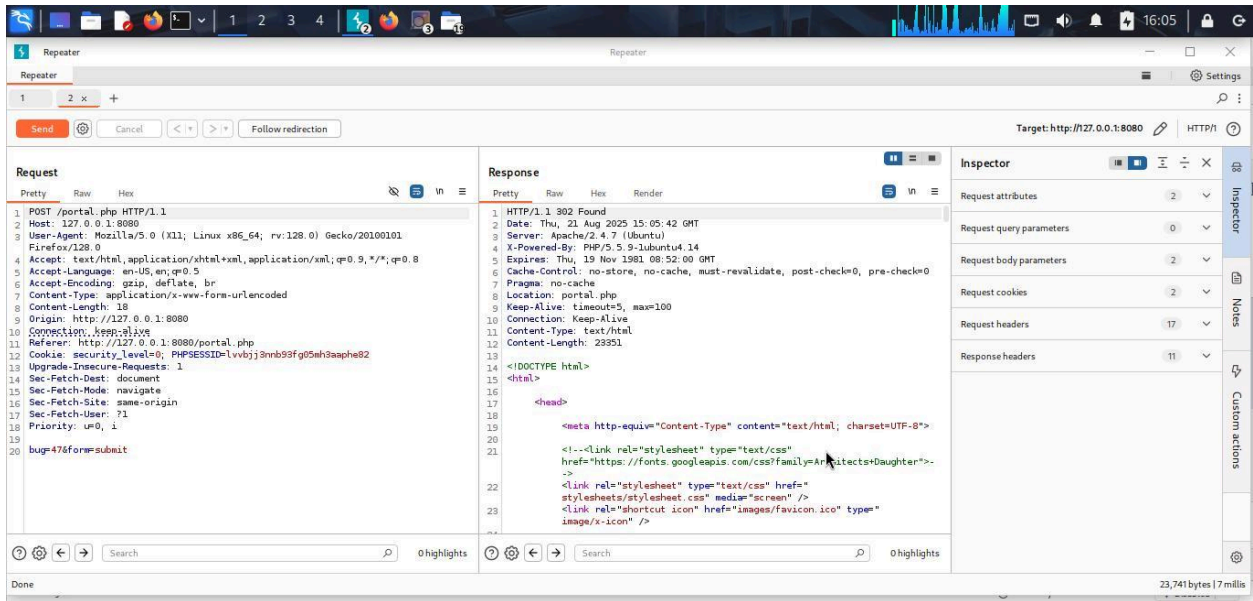 1 2 3 4
16:05
Repeater
Repeater
Repeater
Settings
1 2 × +
Send Cancel < > Follow redirection
Target: http://127.0.0.1:8080 HTTP/1
Request
Pretty Raw Hex \n
1 POST /portal.php HTTP/1.1
2 Host: 127.0.0.1:8080
3 User-Agent: Mozilla/5.0 (X11; Linux x86_64; rv:128.0) Gecko/20100101
Firefox/128.0
4 Accept: text/html,application/xhtml+xml,application/xml;q=0.9,*/*;q=0.8
5 Accept-Language: en-US,en;q=0.5
6 Accept-Encoding: gzip, deflate, br
7 Content-Type: application/x-www-form-urlencoded
8 Content-Length: 18
9 Origin: http://127.0.0.1:8080
10 Connection: keep-alive
11 Referer: http://127.0.0.1:8080/portal.php
12 Cookie: security_level=0; PHPSESSID=lvvbjj3nnb93fg05mh3aaphe82
13 Upgrade-Insecure-Requests: 1
14 Sec-Fetch-Dest: document
15 Sec-Fetch-Mode: navigate
16 Sec-Fetch-Site: same-origin
17 Sec-Fetch-User: ?1
18 Priority: u=0, i
19
20 bug=47&form=submit
Search 0 highlights
Response
Pretty Raw Hex Render \n
1 HTTP/1.1 302 Found
2 Date: Thu, 21 Aug 2025 15:05:42 GMT
3 Server: Apache/2.4.7 (Ubuntu)
4 X-Powered-By: PHP/5.5.9-1ubuntu4.14
5 Expires: Thu, 19 Nov 1981 08:52:00 GMT
6 Cache-Control: no-store, no-cache, must-revalidate, post-check=0, pre-check=0
7 Pragma: no-cache
8 Location: portal.php
9 Keep-Alive: timeout=5, max=100
10 Connection: Keep-Alive
11 Content-Type: text/html
12 Content-Length: 23351
13
14 <!DOCTYPE html>
15 <html>
16
17 <head>
18
19 <meta http-equiv="Content-Type" content="text/html; charset=UTF-8">
20
21 <!--<link rel="stylesheet" type="text/css"
href="https://fonts.googleapis.com/css?family=Architects+Daughter">-
->
22 <link rel="stylesheet" type="text/css" href="
stylesheets/stylesheet.css" media="screen" />
23 <link rel="shortcut icon" href="images/favicon.ico" type="
image/x-icon" />
Search 0 highlights
Inspector
Request attributes 2
Request query parameters 0
Request body parameters 2
Request cookies 2
Request headers 17
Response headers 11
Inspector
Notes
Custom actions
Done
23,741 bytes | 7 millis